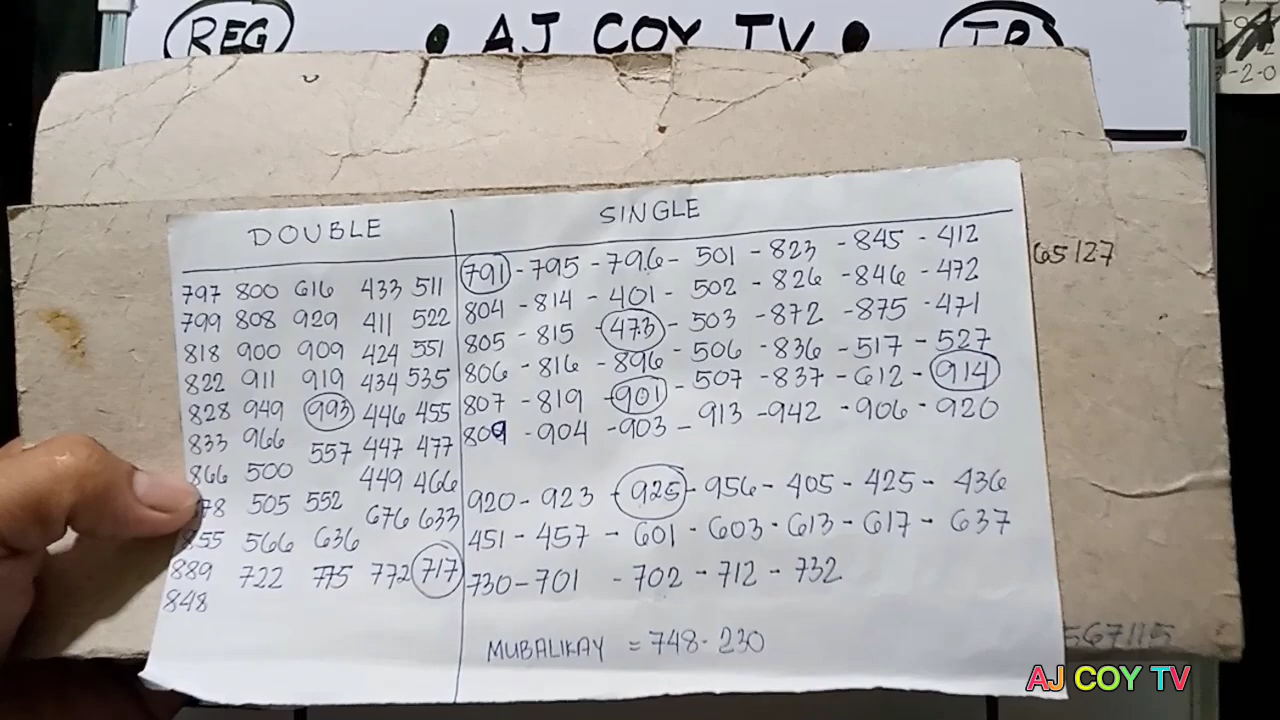 REG • AJ COY TV • TR
DOUBLE SINGLE
797 800 616 433 511
799 808 929 411 522
818 900 909 424 551
822 911 919 434 535
828 949 993 446 455
833 966 557 447 477
866 500 449 466
78 505 552 676 633
855 566 636
889 722 775 772 717
848
791 - 795 - 796 - 501 - 823 - 845 - 412
804 - 814 - 401 - 502 - 826 - 846 - 472
805 - 815 - 473 - 503 - 872 - 875 - 471
806 - 816 - 896 - 506 - 836 - 517 - 527
807 - 819 - 901 - 507 - 837 - 612 - 914
809 - 904 - 903 - 913 - 942 - 906 - 920
920 - 923 - 925 - 956 - 405 - 425 - 436
451 - 457 - 601 - 603 - 613 - 617 - 637
730 - 701 - 702 - 712 - 732
MUBALIKAY = 748 - 230
65127
567115
AJ COY TV